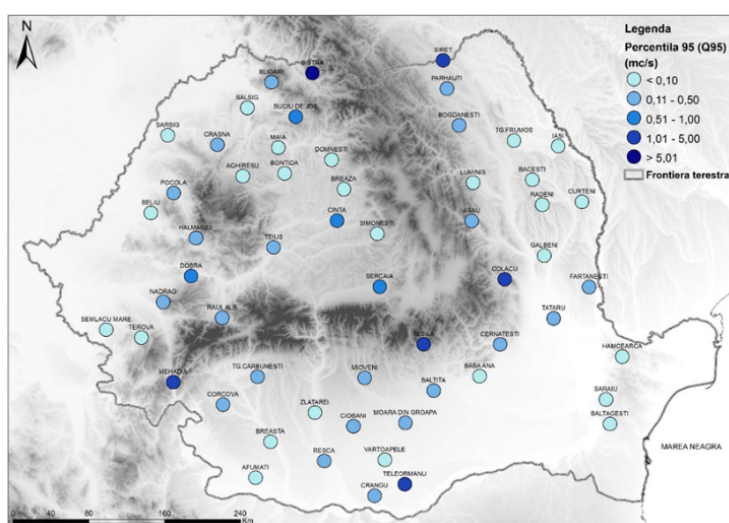 N
Legenda
Percentila 95 (Q95)
(mc/s)
< 0,10
0,11 - 0,50
0,51 - 1,00
1,01 - 5,00
> 5,01
Frontiera terestra
SIRET
BISTRA
BUCIU DE JOS
PARHAUTI
SALSIG
BOGDANESTI
SARSIG
CRASNA
MAIA
DOMNESTI
TG.FRUMOS
IASI
AGHIRESU
BONTIDA
BREAZA
LUMINIS
BACESTI
POCOLA
RADENI
CURTENI
BELIU
CINTA
ASAU
HALMAGIU
TEIUS
SIMONESTI
GALBENI
DOBRA
SERCAIA
COLACU
FARTANESTI
NADRAG
RAUL ALB
TATARU
SEMLACU MARE
TEROVA
CERNATESTI
HAMCEARCA
MEHADIA
TG.CARBUNESTI
MIOVENI
BABA ANA
BALTITA
CORCOVA
ZLATAREI
SARAIU
CIOBANI
MOARA DIN GROAPA
BALTAGESTI
BREASTA
MAREA NEAGRA
RESCA
VARTOAPELE
AFUMATI
TELEORMANU
CRANGU
0 40 80 160 240
Km